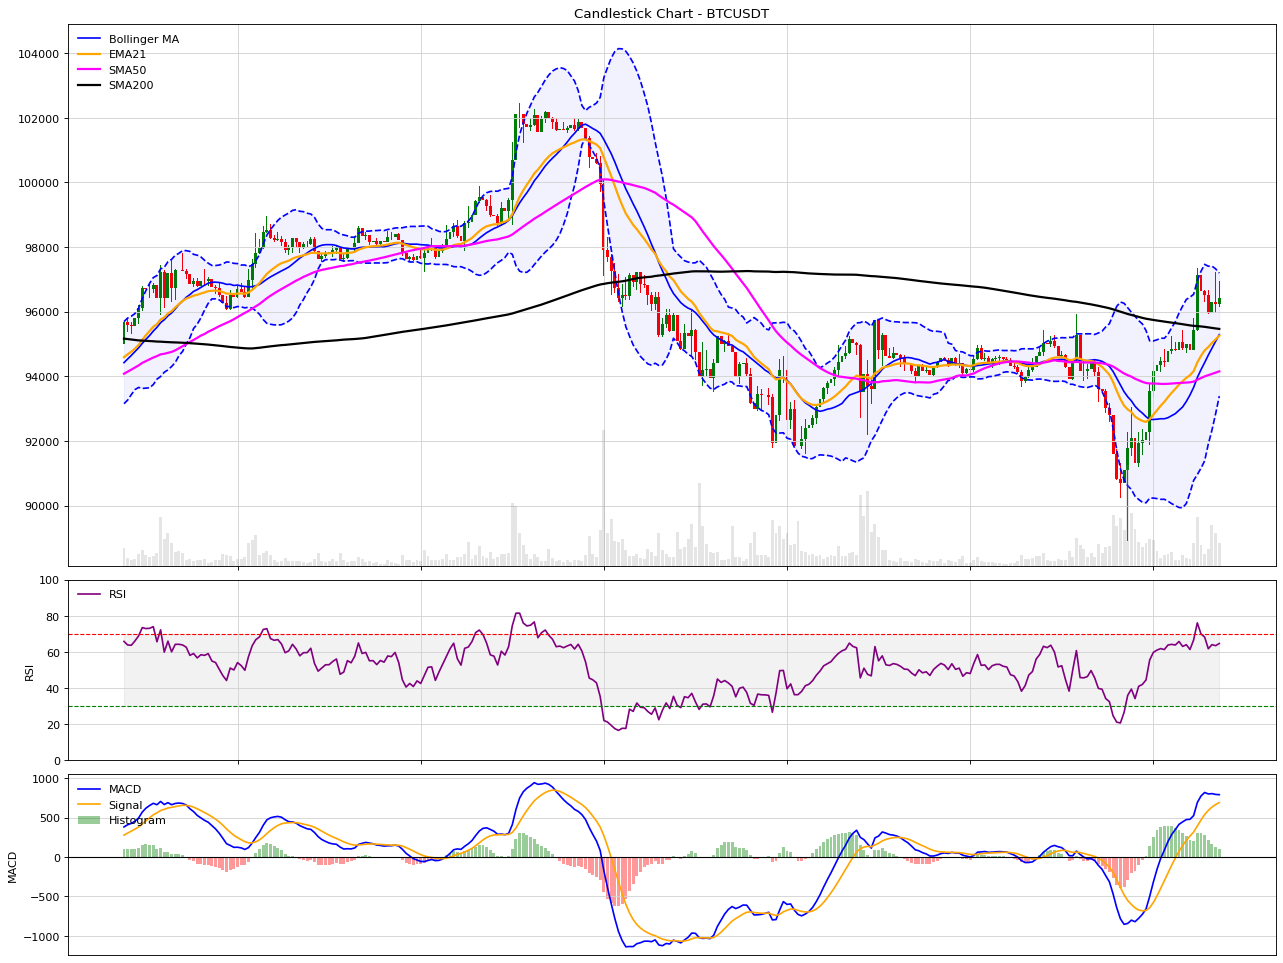 Candlestick Chart - BTCUSDT
Bollinger MA
EMA21
SMA50
SMA200
104000
102000
100000
98000
96000
94000
92000
90000
RSI
RSI
100
80
60
40
20
0
MACD
Signal
Histogram
MACD
1000
500
0
−500
−1000